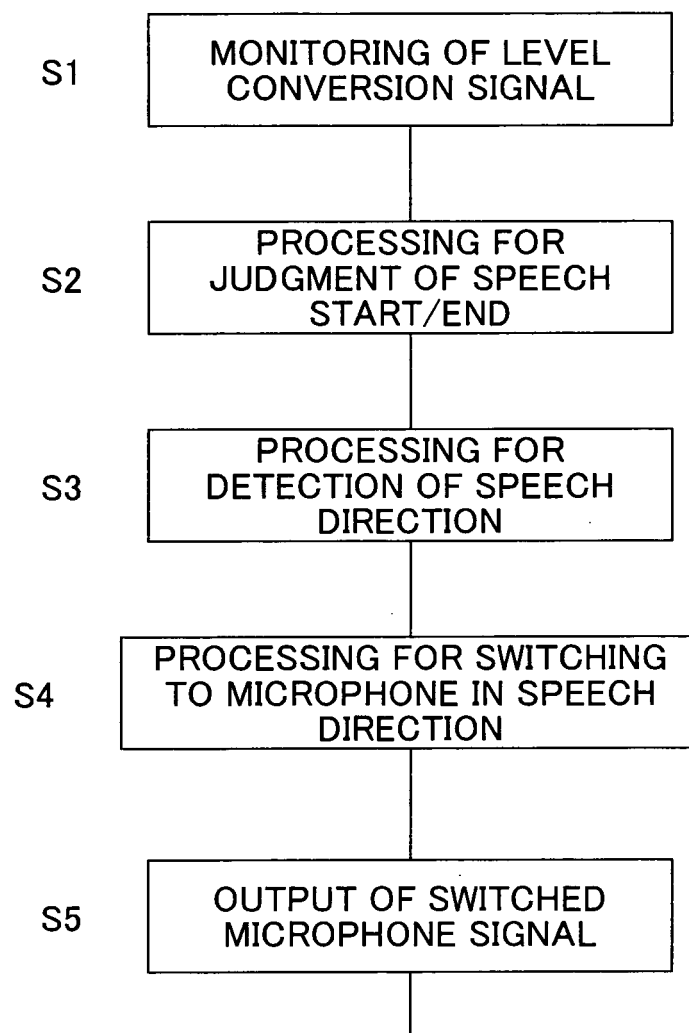 S1
MONITORING OF LEVEL
CONVERSION SIGNAL
S2
PROCESSING FOR
JUDGMENT OF SPEECH
START/END
S3
PROCESSING FOR
DETECTION OF SPEECH
DIRECTION
S4
PROCESSING FOR SWITCHING
TO MICROPHONE IN SPEECH
DIRECTION
S5
OUTPUT OF SWITCHED
MICROPHONE SIGNAL